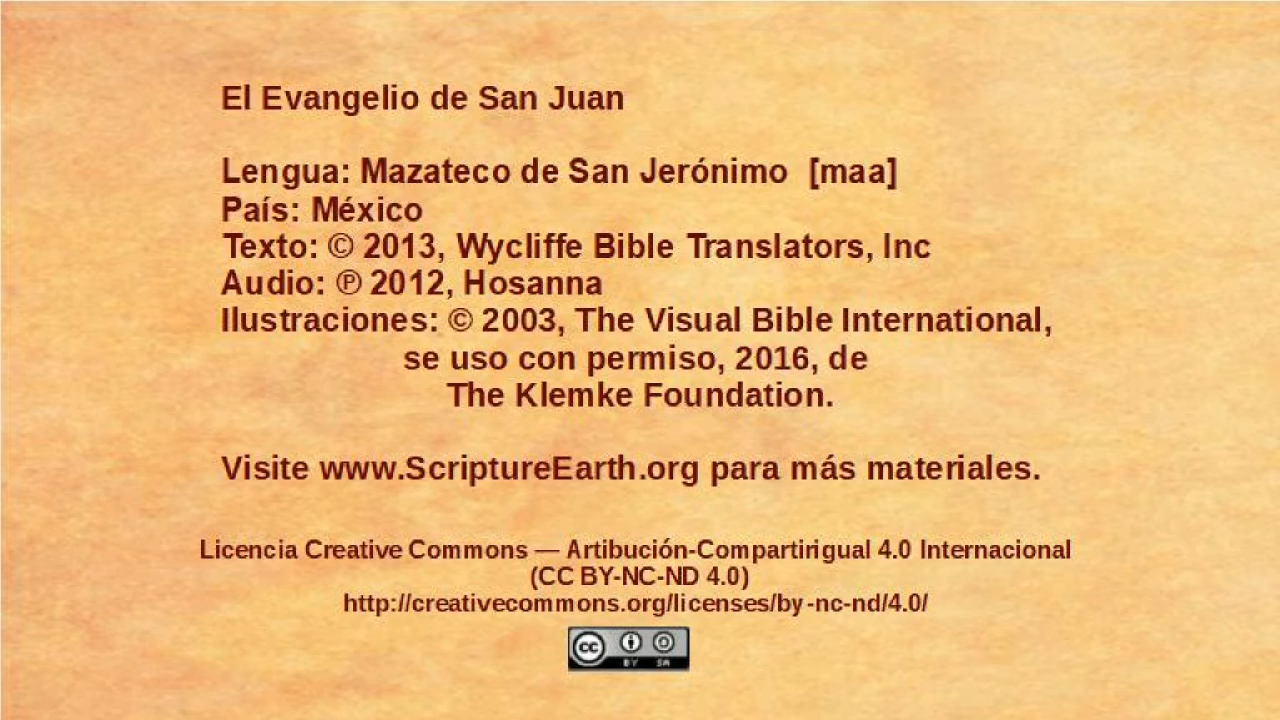 El Evangelio de San Juan
Lengua: Mazateco de San Jerónimo [maa]
País: México
Texto: © 2013, Wycliffe Bible Translators, Inc
Audio: ℗ 2012, Hosanna
Ilustraciones: © 2003, The Visual Bible International,
se uso con permiso, 2016, de
The Klemke Foundation.
Visite www.ScriptureEarth.org para más materiales.
Licencia Creative Commons — Artibución-Compartirigual 4.0 Internacional
(CC BY-NC-ND 4.0)
http://creativecommons.org/licenses/by-nc-nd/4.0/
cc
BY SA